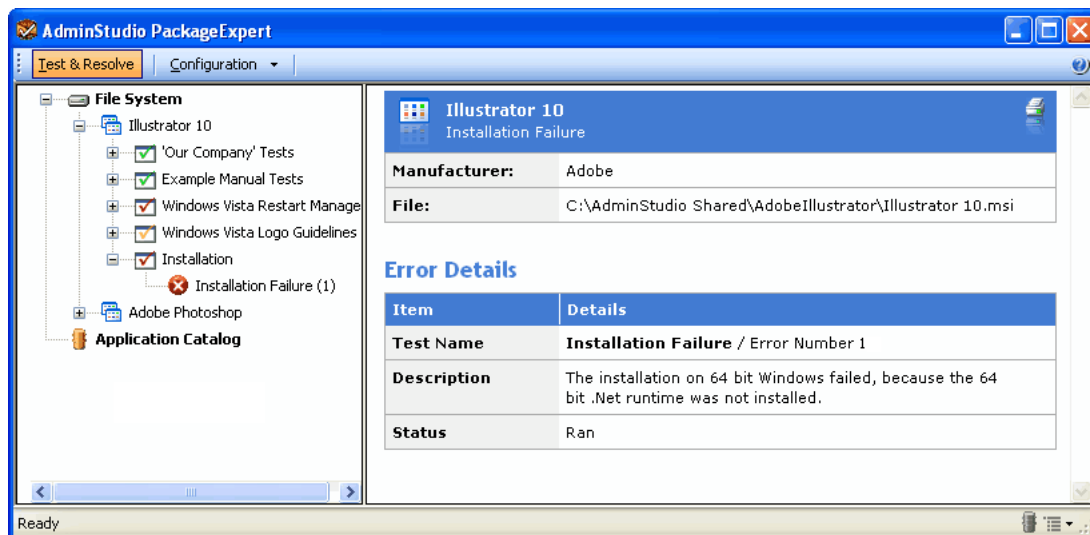 AdminStudio PackageExpert
Test & Resolve
Configuration
File System
Illustrator 10
'Our Company' Tests
Example Manual Tests
Windows Vista Restart Manage
Windows Vista Logo Guidelines
Installation
Installation Failure (1)
Adobe Photoshop
Application Catalog
Illustrator 10
Installation Failure
Manufacturer: Adobe
File: C:\AdminStudio Shared\AdobeIllustrator\Illustrator 10.msi
Error Details
Item Details
Test Name Installation Failure / Error Number 1
Description The installation on 64 bit Windows failed, because the 64
bit .Net runtime was not installed.
Status Ran
Ready